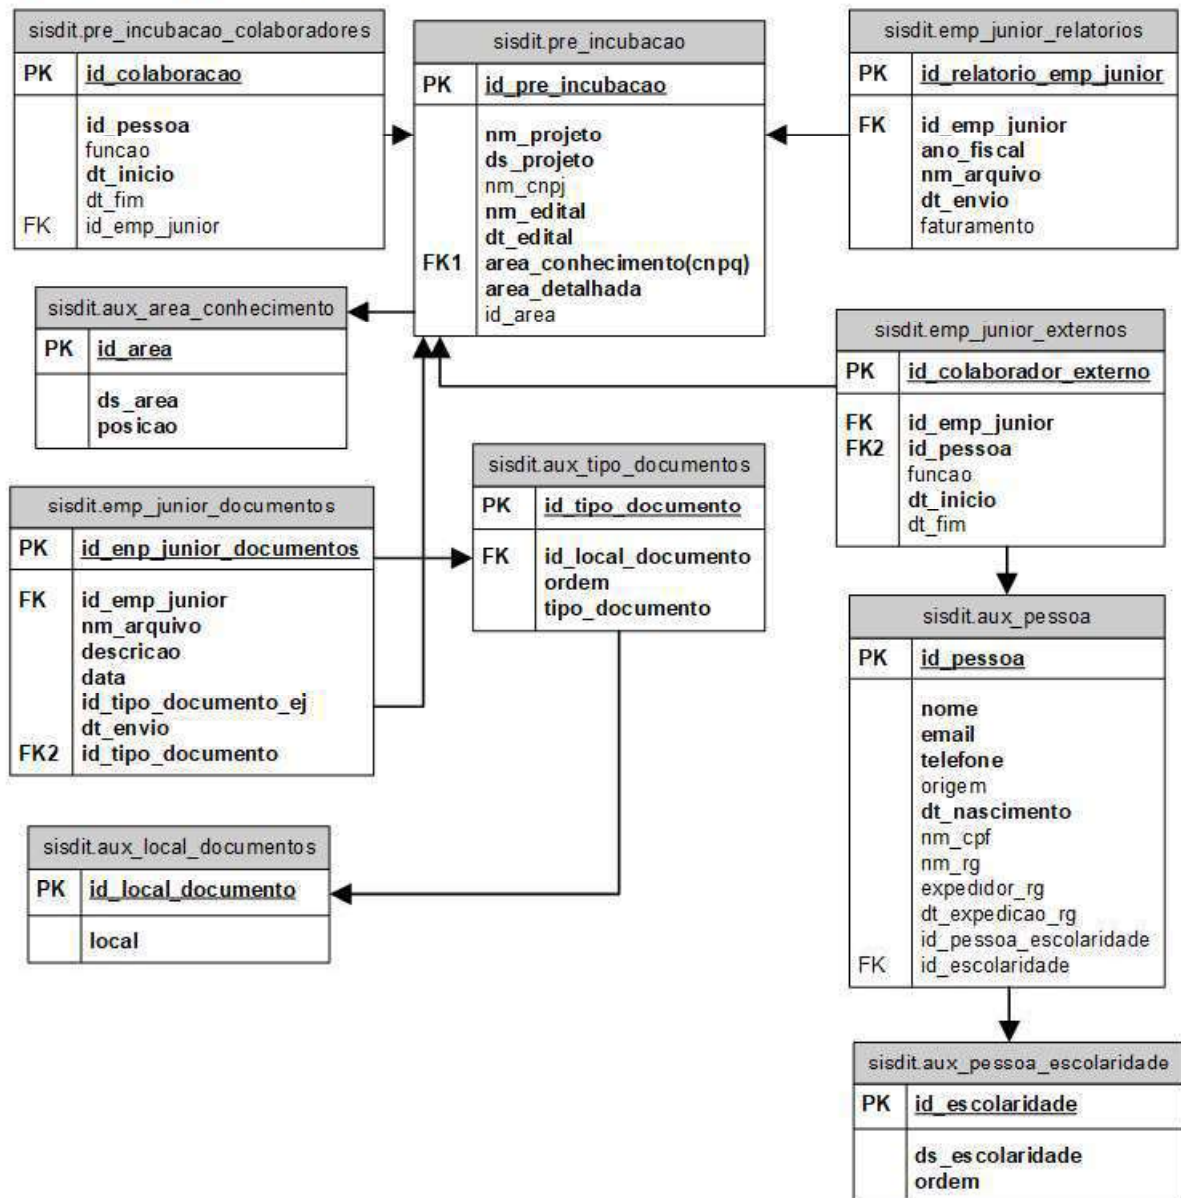 sisdit.pre_incubacao_colaboradores
PK id_colaboracao
id_pessoa
funcao
dt_inicio
dt_fim
FK id_emp_junior
sisdit.pre_incubacao
PK id_pre_incubacao
nm_projeto
ds_projeto
nm_cnpj
nm_edital
dt_edital
FK1 area_conhecimento(cnpq)
area_detalhada
id_area
sisdit.emp_junior_relatorios
PK id_relatorio_emp_junior
FK id_emp_junior
ano_fiscal
nm_arquivo
dt_envio
faturamento
sisdit.aux_area_conhecimento
PK id_area
ds_area
posicao
sisdit.emp_junior_externos
PK id_colaborador_externo
FK id_emp_junior
FK2 id_pessoa
funcao
dt_inicio
dt_fim
sisdit.aux_tipo_documentos
PK id_tipo_documento
FK id_local_documento
ordem
tipo_documento
sisdit.emp_junior_documentos
PK id_enp_junior_documentos
FK id_emp_junior
nm_arquivo
descricao
data
id_tipo_documento_ej
dt_envio
FK2 id_tipo_documento
sisdit.aux_pessoa
PK id_pessoa
nome
email
telefone
origem
dt_nascimento
nm_cpf
nm_rg
expedidor_rg
dt_expedicao_rg
id_pessoa_escolaridade
FK id_escolaridade
sisdit.aux_local_documentos
PK id_local_documento
local
sisdit.aux_pessoa_escolaridade
PK id_escolaridade
ds_escolaridade
ordem